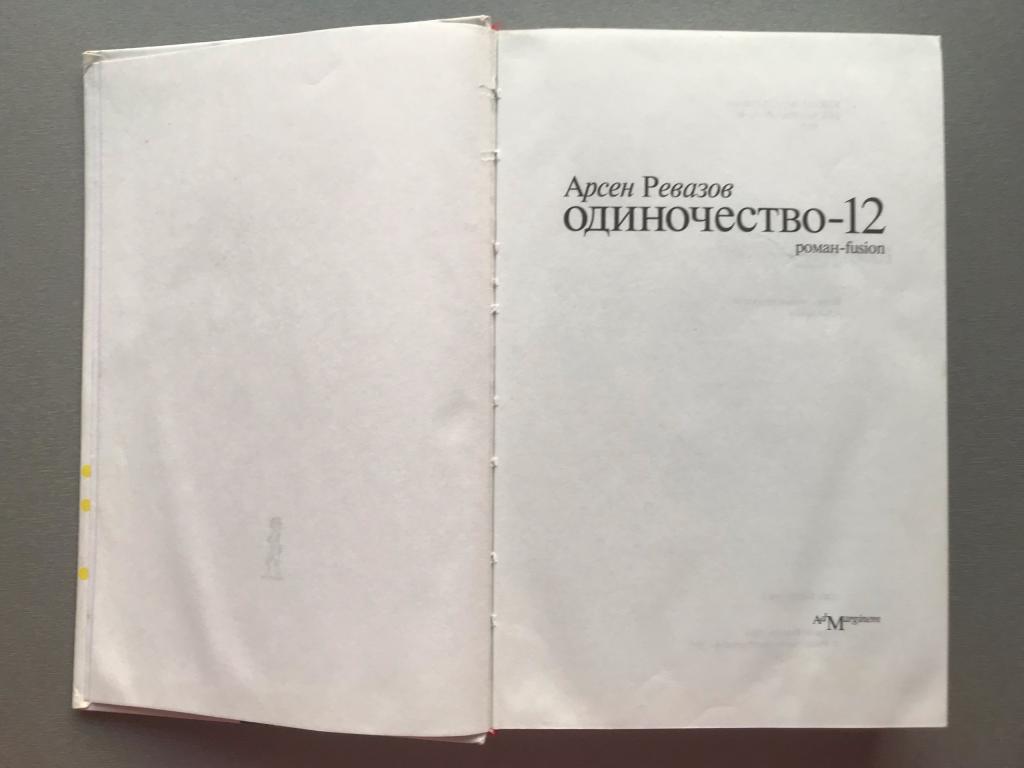 Арсен Ревазов
одиночество-12
роман-fusion
Ad Marginem